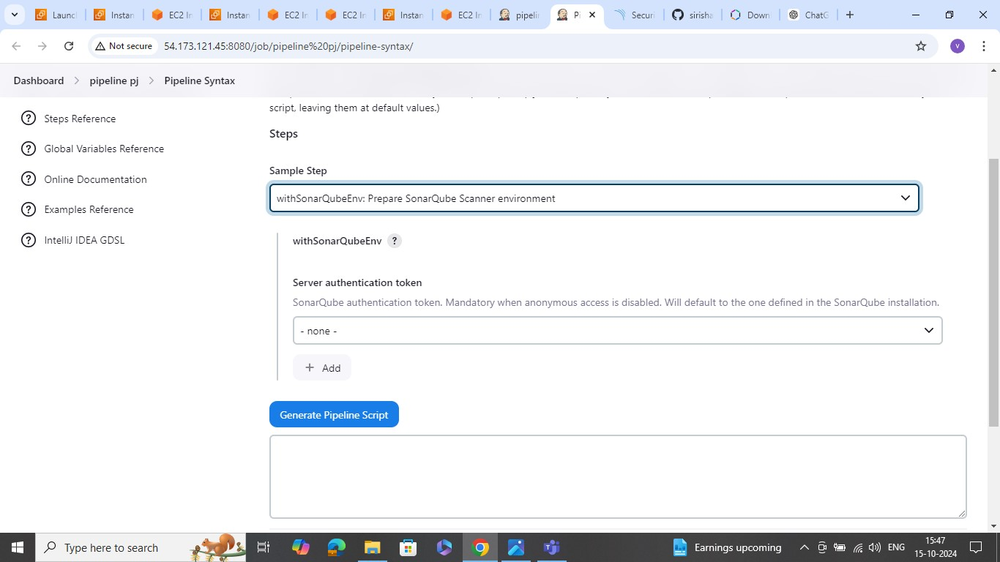 Launc
Instan
EC2 In
Instan
EC2 In
EC2 In
Instan
EC2 In
pipelin
Pi
Securi
sirisha
Down
ChatG
Not secure
54.173.121.45:8080/job/pipeline%20pj/pipeline-syntax/
V
Dashboard
pipeline pj
Pipeline Syntax
Steps Reference
Global Variables Reference
Online Documentation
Examples Reference
IntelliJ IDEA GDSL
script, leaving them at default values.)
Steps
Sample Step
withSonarQubeEnv: Prepare SonarQube Scanner environment
withSonarQubeEnv ?
Server authentication token
SonarQube authentication token. Mandatory when anonymous access is disabled. Will default to the one defined in the SonarQube installation.
- none -
+ Add
Generate Pipeline Script
Type here to search
Earnings upcoming
ENG
15:47
15-10-2024